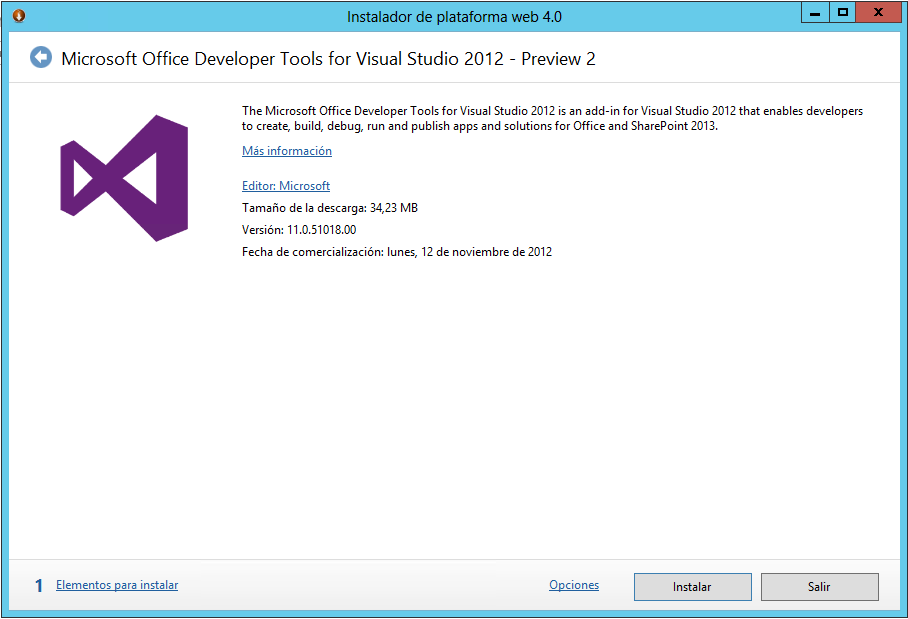 Instalador de plataforma web 4.0
Microsoft Office Developer Tools for Visual Studio 2012 - Preview 2
The Microsoft Office Developer Tools for Visual Studio 2012 is an add-in for Visual Studio 2012 that enables developers
to create, build, debug, run and publish apps and solutions for Office and SharePoint 2013.
Más información
Editor: Microsoft
Tamaño de la descarga: 34,23 MB
Versión: 11.0.51018.00
Fecha de comercialización: lunes, 12 de noviembre de 2012
1 Elementos para instalar Opciones Instalar Salir